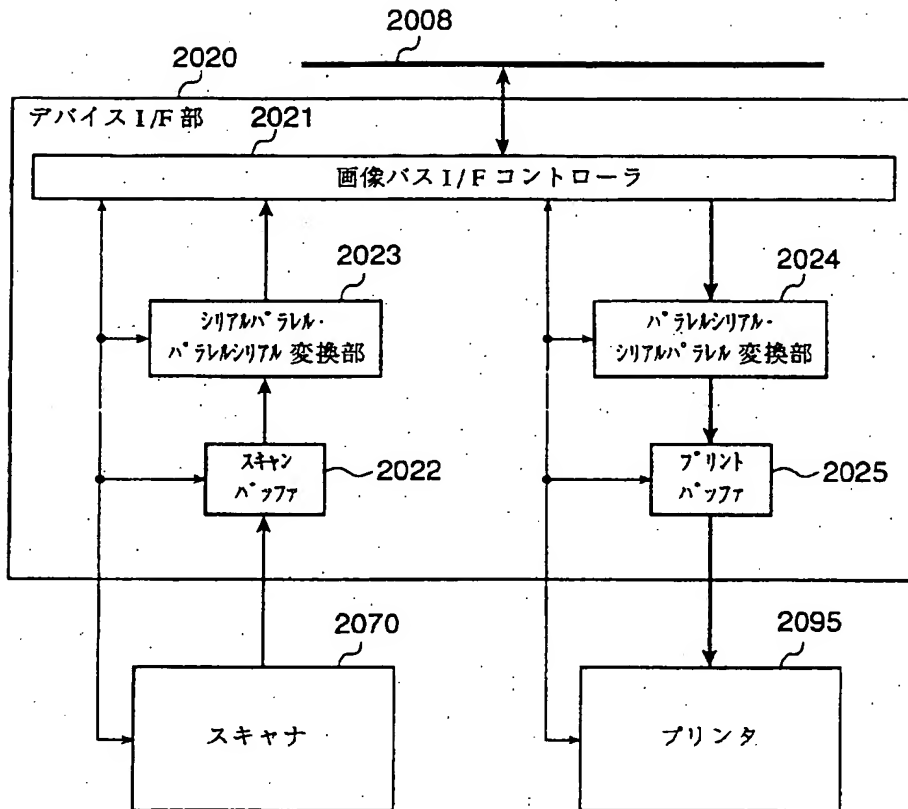 2008
2020
デバイスI/F部
2021
画像バスI/Fコントローラ
2023
シリアルパラレル・
パラレルシリアル変換部
2024
パラレルシリアル・
シリアルパラレル変換部
スキャン
バッファ
2022
プリント
バッファ
2025
2070
スキャナ
2095
プリンタ